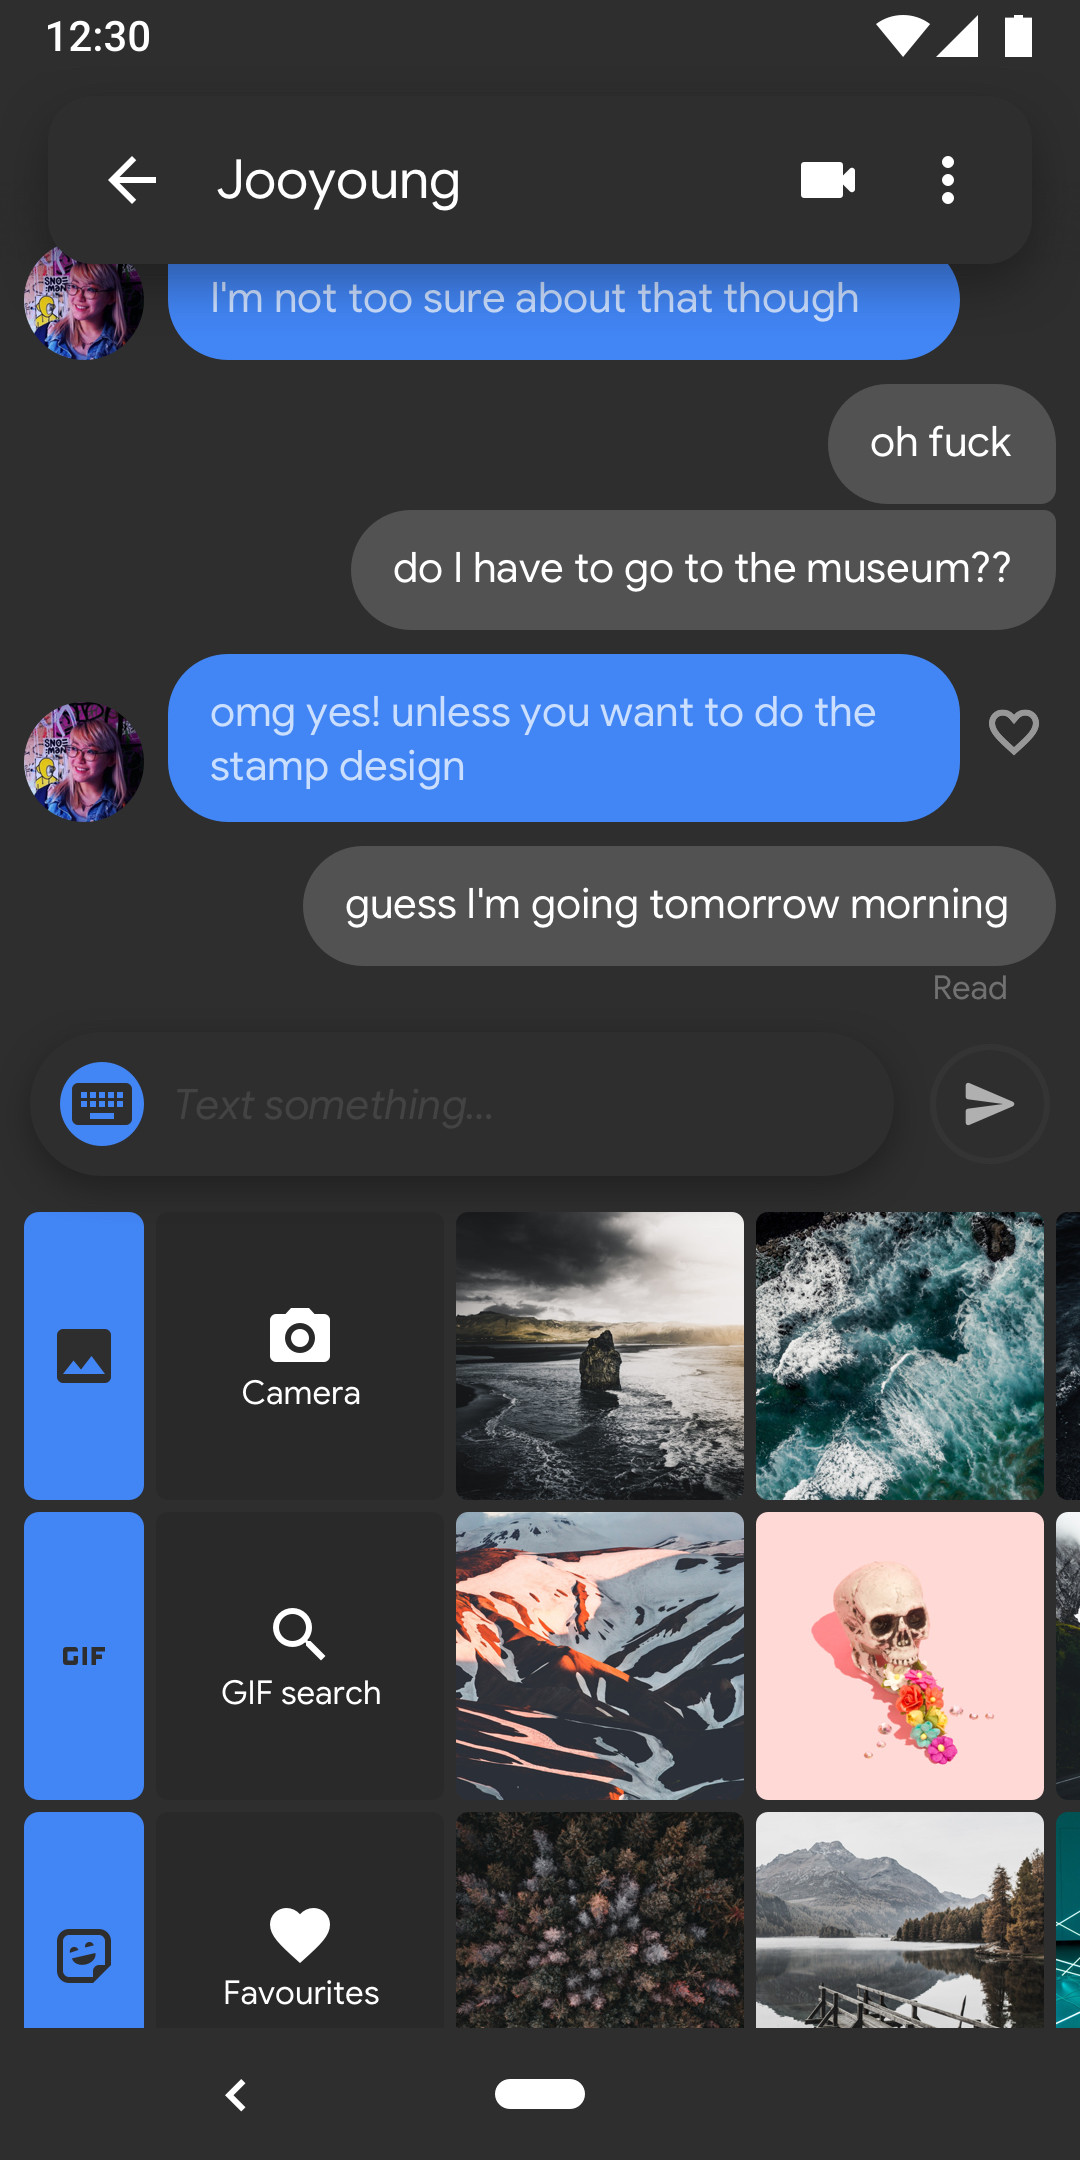 12:30
Jooyoung
I'm not too sure about that though
oh fuck
do I have to go to the museum??
omg yes! unless you want to do the
stamp design
guess I'm going tomorrow morning
Read
Text something...
Camera
GIF
GIF search
Favourites